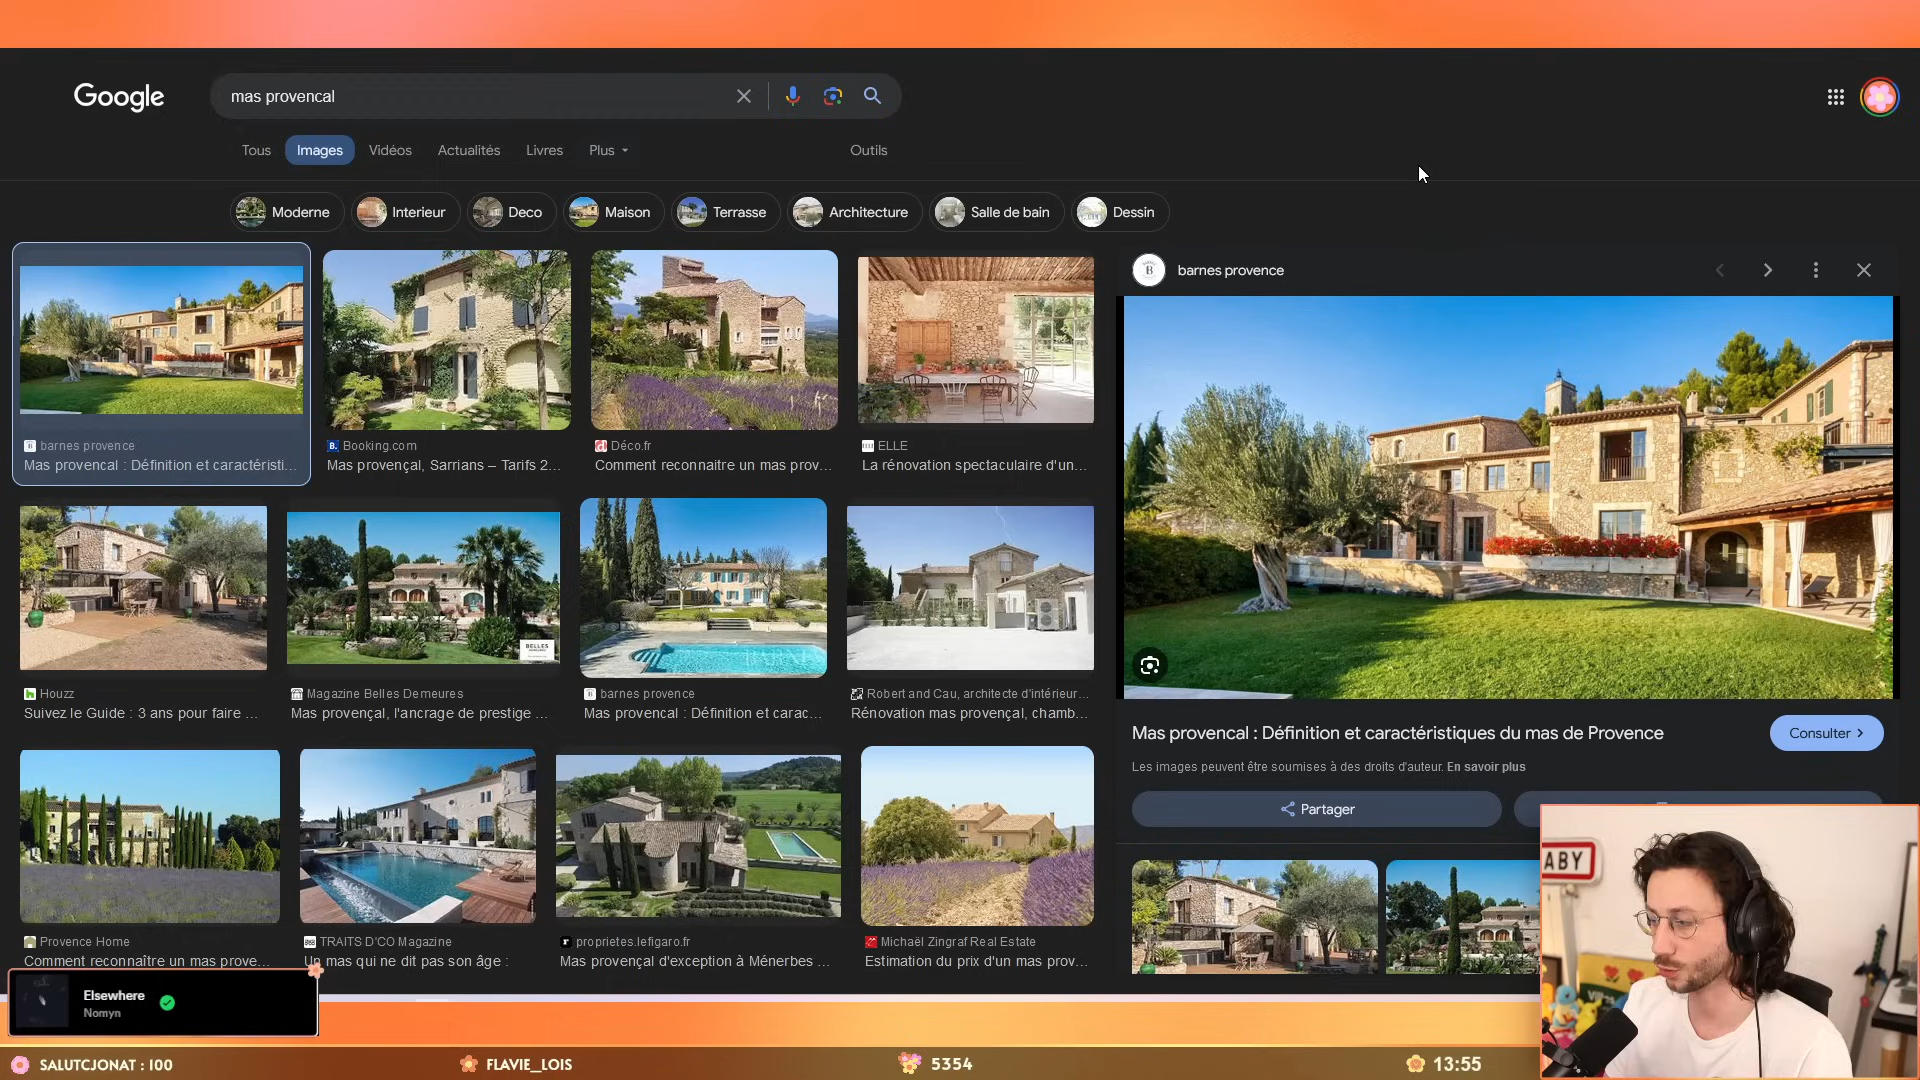 Google
mas provencal
Tous
Images
Vidéos
Actualités
Livres
Plus
Outils
Moderne
Interieur
Deco
Maison
Terrasse
Architecture
Salle de bain
Dessin
barnes provence
Mas provencal : Définition et caractéristi...
Booking.com
Mas provençal, Sarrians – Tarifs 2...
Déco.fr
Comment reconnaitre un mas prov...
ELLE
La rénovation spectaculaire d'un...
B
barnes provence
Houzz
Suivez le Guide : 3 ans pour faire ...
BELLES
Magazine Belles Demeures
Mas provençal, l'ancrage de prestige ...
barnes provence
Mas provencal : Définition et carac...
Robert and Cau, architecte d'intérieur...
Rénovation mas provençal, chamb...
Mas provencal : Définition et caractéristiques du mas de Provence
Consulter
Les images peuvent être soumises à des droits d'auteur. En savoir plus
Partager
Provence Home
Comment reconnaître un mas prove...
TRAITS D'CO Magazine
Un mas qui ne dit pas son âge :
proprietes.lefigaro.fr
Mas provençal d'exception à Ménerbes ...
Michaël Zingraf Real Estate
Estimation du prix d'un mas prov...
ABY
Elsewhere
Nomyn
SALUTCJONAT : 100
FLAVIE_LOIS
5354
13:55